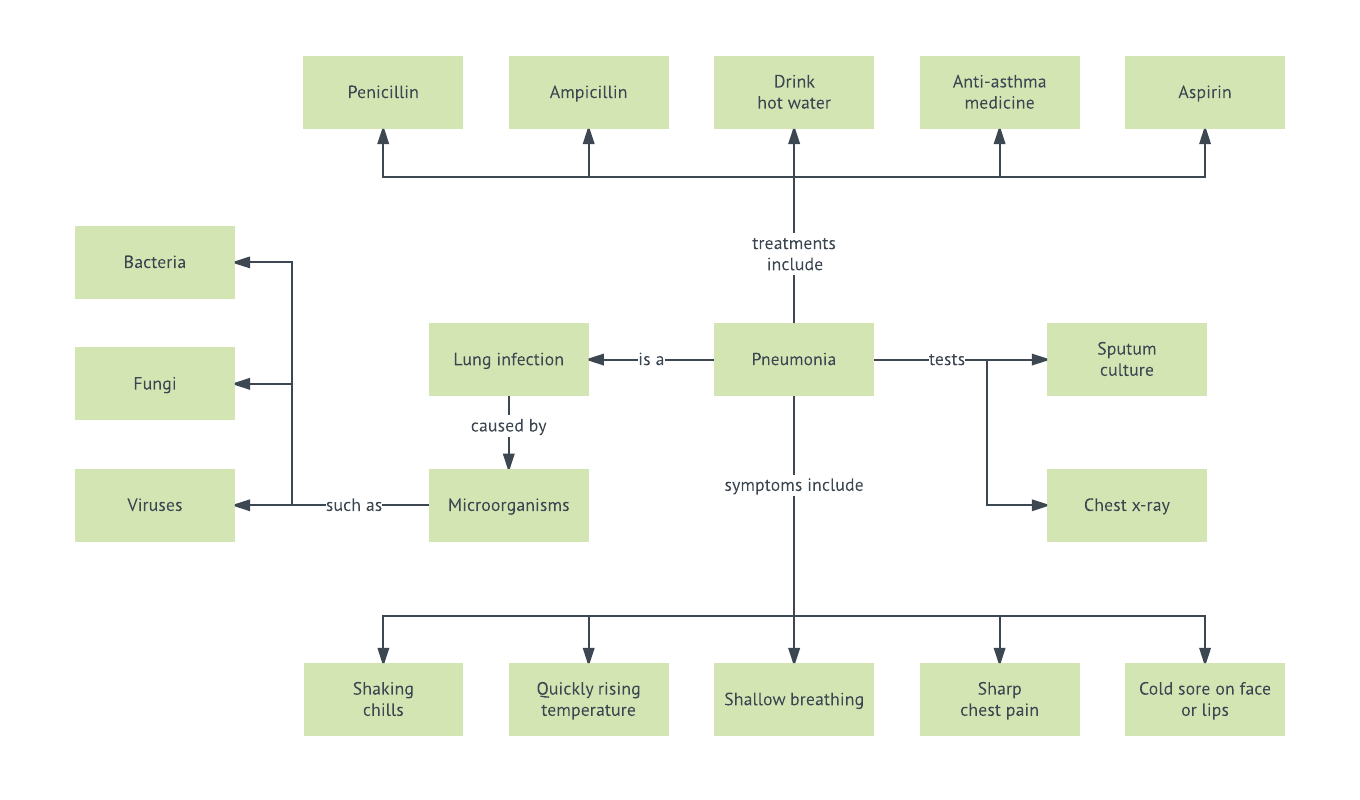 Penicillin
Ampicillin
Drink
hot water
Anti-asthma
medicine
Aspirin
treatments
include
Bacteria
Fungi
Viruses
Lung infection
is a
Pneumonia
tests
Sputum
culture
caused by
such as
Microorganisms
symptoms include
Chest x-ray
Shaking
chills
Quickly rising
temperature
Shallow breathing
Sharp
chest pain
Cold sore on face
or lips